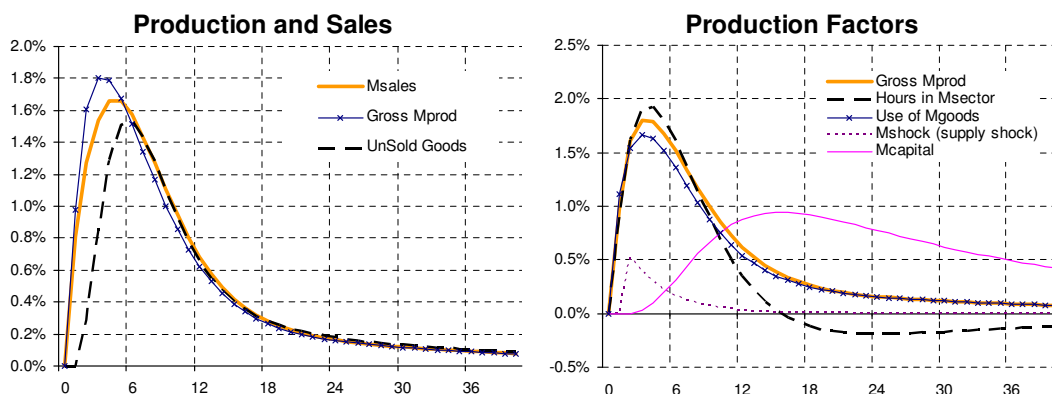 Production and Sales
2.0%
1.8%
1.6%
1.4%
1.2%
1.0%
0.8%
0.6%
0.4%
0.2%
0.0%
Msales
Gross Mprod
UnSold Goods
0 6 12 18 24 30 36
Production Factors
2.5%
2.0%
1.5%
1.0%
0.5%
0.0%
-0.5%
Gross Mprod
Hours in Msector
Use of Mgoods
Mshock (supply shock)
Mcapital
0 6 12 18 24 30 36